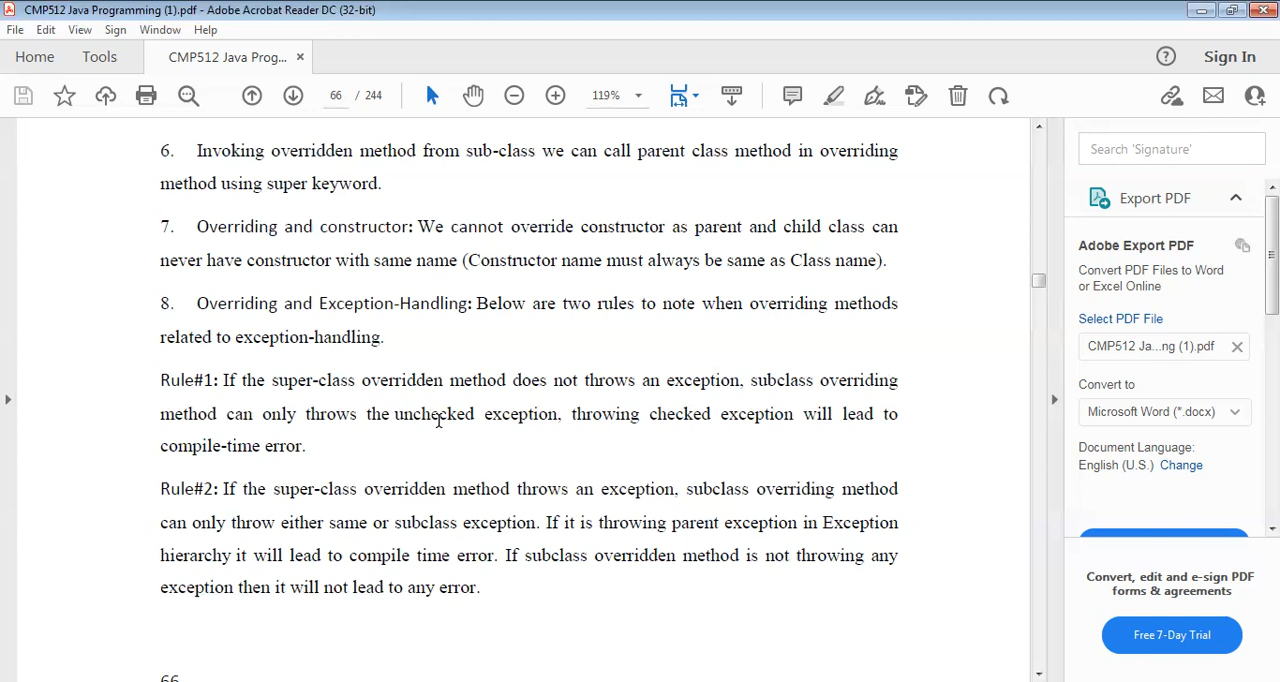 CMP512 Java Programming (1).pdf - Adobe Acrobat Reader DC (32-bit)
File Edit View Sign Window Help
Home Tools CMP512 Java Prog... × Sign In
66 / 244 119%
6. Invoking overridden method from sub-class we can call parent class method in overriding
method using super keyword.
7. Overriding and constructor: We cannot override constructor as parent and child class can
never have constructor with same name (Constructor name must always be same as Class name).
8. Overriding and Exception-Handling: Below are two rules to note when overriding methods
related to exception-handling.
Rule#1: If the super-class overridden method does not throws an exception, subclass overriding
method can only throws the unchecked exception, throwing checked exception will lead to
compile-time error.
Rule#2: If the super-class overridden method throws an exception, subclass overriding method
can only throw either same or subclass exception. If it is throwing parent exception in Exception
hierarchy it will lead to compile time error. If subclass overridden method is not throwing any
exception then it will not lead to any error.
66
Search 'Signature'
Export PDF
Adobe Export PDF
Convert PDF Files to Word
or Excel Online
Select PDF File
CMP512 Ja...ng (1).pdf
Convert to
Microsoft Word (*.docx)
Document Language:
English (U.S.) Change
Convert, edit and e-sign PDF
forms & agreements
Free 7-Day Trial